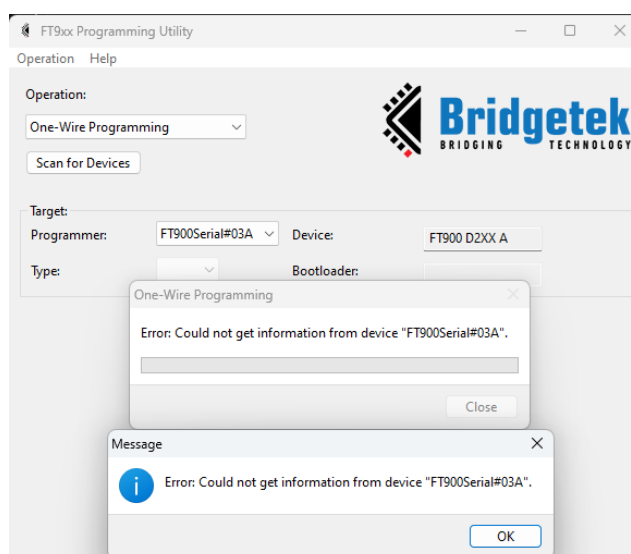 FT9xx Programming Utility
Operation Help
Operation:
One-Wire Programming
Scan for Devices
Bridgetek
BRIDGING TECHNOLOGY
Target:
Programmer: FT900Serial#03A Device: FT900 D2XX A
Type: Bootloader:
One-Wire Programming
Error: Could not get information from device "FT900Serial#03A".
Close
Message
Error: Could not get information from device "FT900Serial#03A".
OK